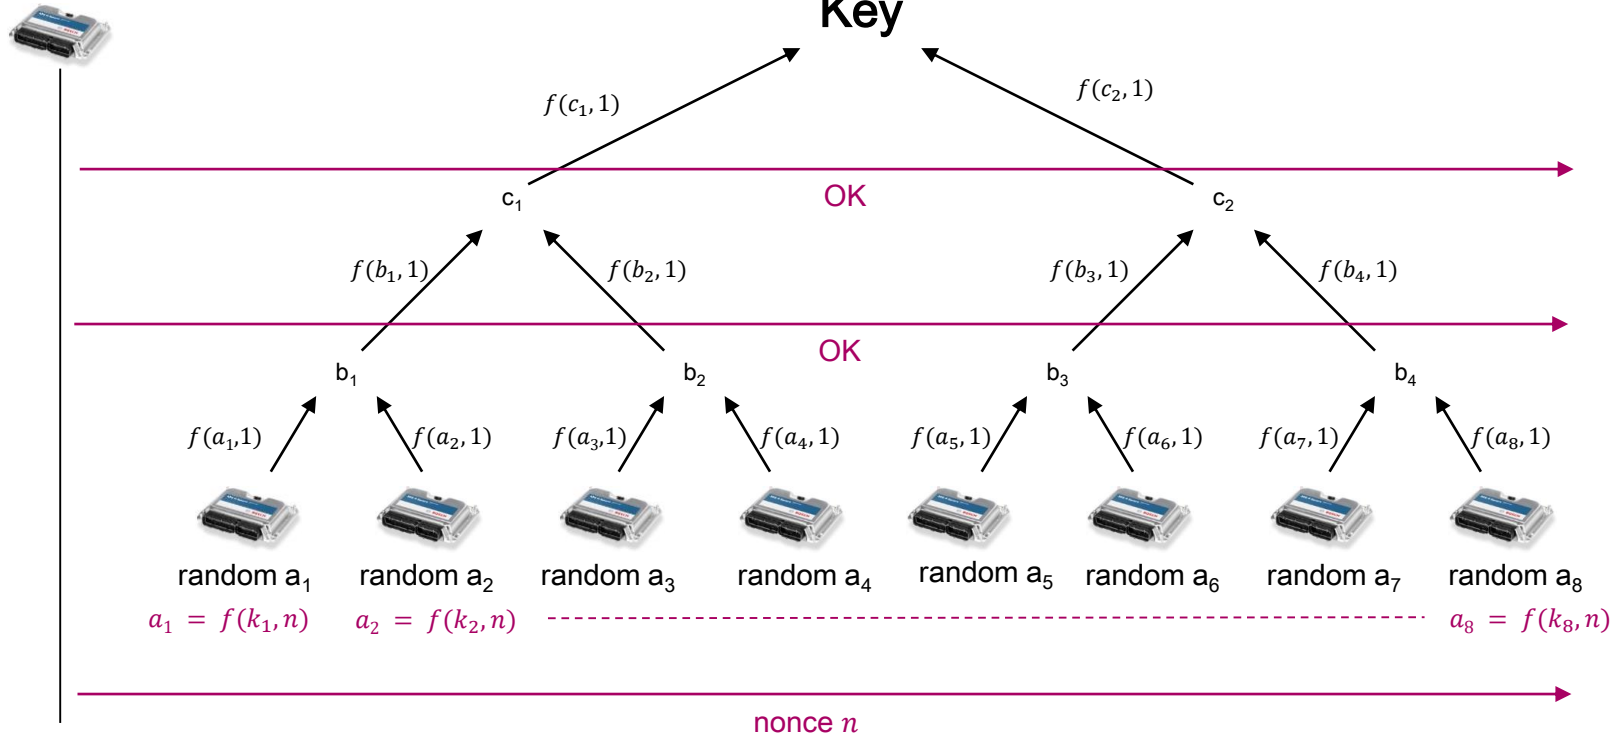 Key
f(c₁, 1)
f(c₂, 1)
OK
c₁
c₂
f(b₁, 1)
f(b₂, 1)
f(b₃, 1)
f(b₄, 1)
OK
b₁
b₂
b₃
b₄
f(a₁,1)
f(a₂, 1)
f(a₃,1)
f(a₄, 1)
f(a₅, 1)
f(a₆, 1)
f(a₇, 1)
f(a₈, 1)
random a₁
random a₂
random a₃
random a₄
random a₅
random a₆
random a₇
random a₈
a₁ = f(k₁, n)
a₂ = f(k₂, n)
a₈ = f(k₈, n)
nonce n